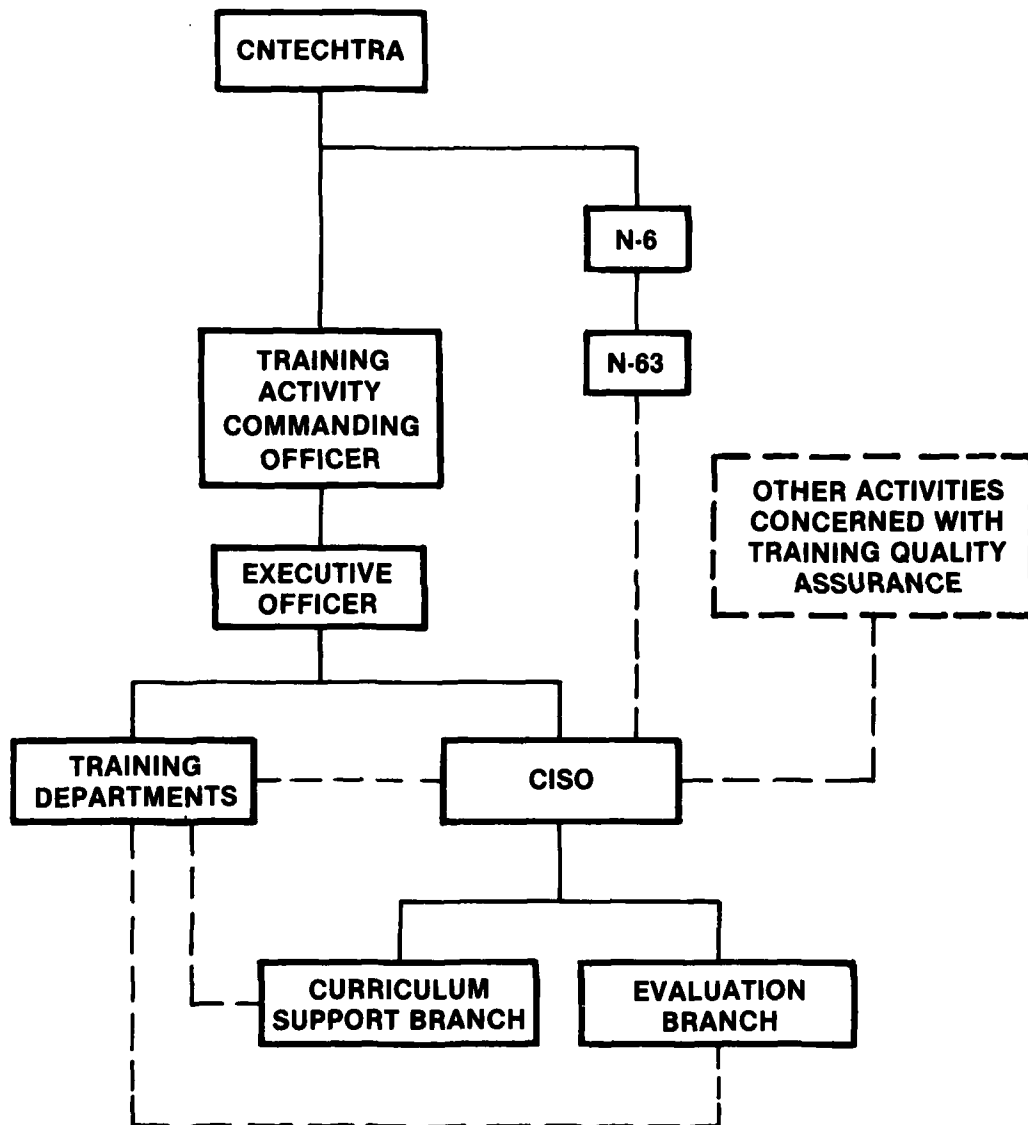 CNTECHTRA
N-6
N-63
TRAINING
ACTIVITY
COMMANDING
OFFICER
OTHER ACTIVITIES
CONCERNED WITH
TRAINING QUALITY
ASSURANCE
EXECUTIVE
OFFICER
TRAINING
DEPARTMENTS
CISO
CURRICULUM
SUPPORT BRANCH
EVALUATION
BRANCH